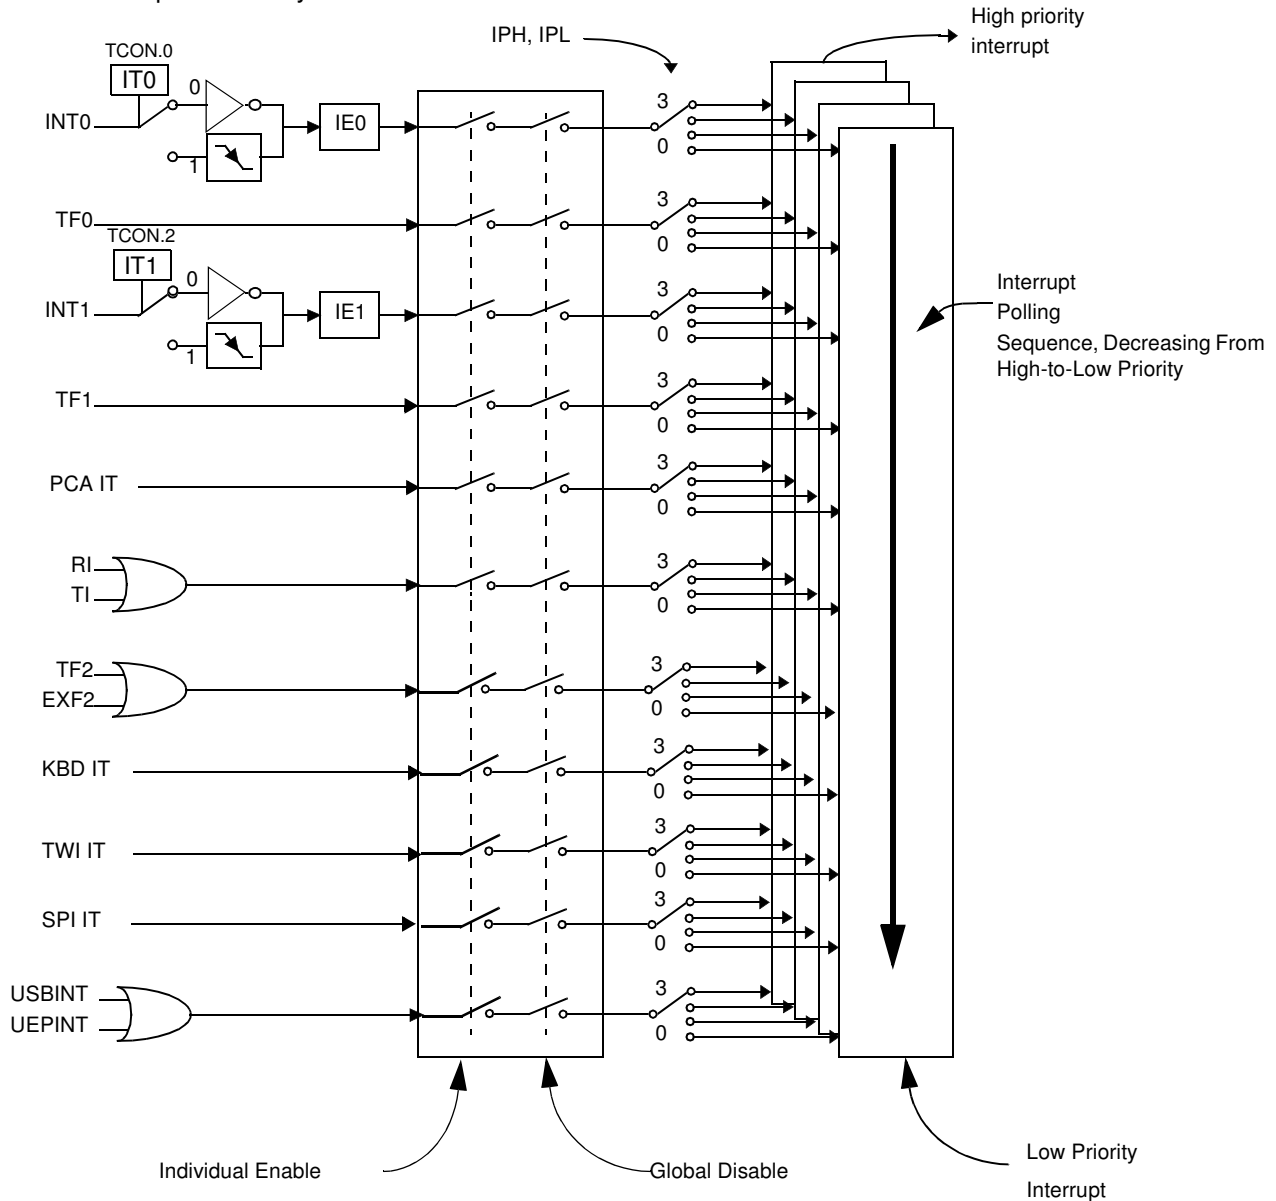 High priority
interrupt
IPH, IPL
TCON.0
IT0
0
INT0
IE0
1
3
0
TF0
3
0
TCON.2
IT1
0
INT1
IE1
1
3
0
Interrupt
Polling
Sequence, Decreasing From
High-to-Low Priority
TF1
3
0
PCA IT
3
0
RI
TI
3
0
TF2
EXF2
3
0
KBD IT
3
0
TWI IT
3
0
SPI IT
3
0
USBINT
UEPINT
3
0
Individual Enable
Global Disable
Low Priority
Interrupt